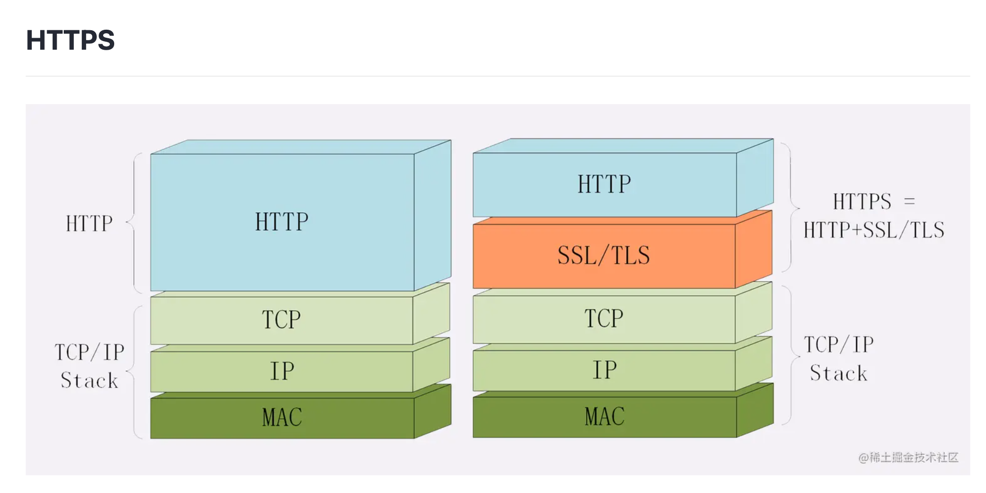 HTTPS
HTTP
HTTP
TCP/IP
Stack
TCP
IP
MAC
HTTP
SSL/TLS
HTTPS =
HTTP+SSL/TLS
TCP
IP
MAC
TCP/IP
Stack
@稀土掘金技术社区